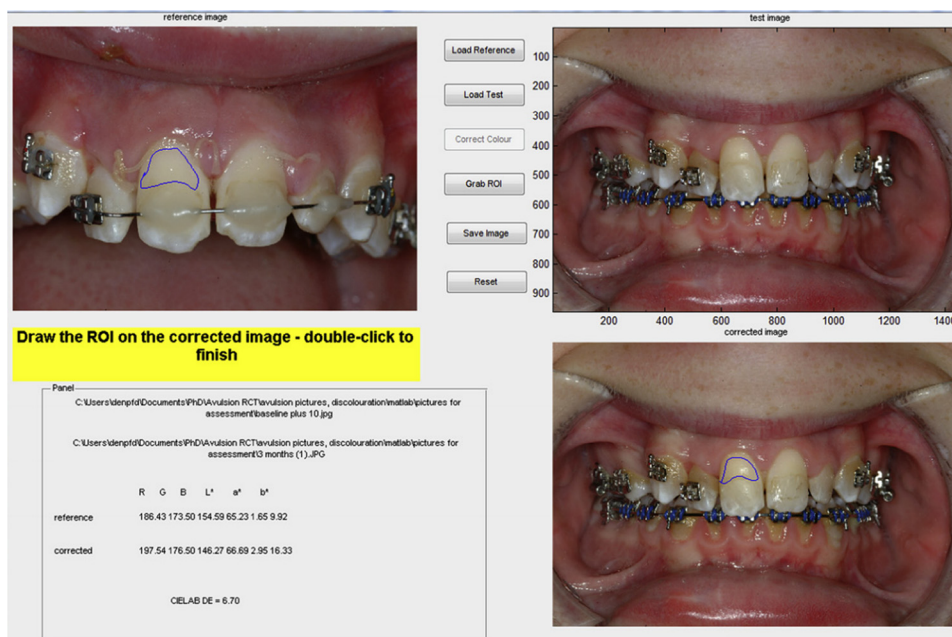 reference image
test image
Load Reference
Load Test
Correct Colour
Grab ROI
Save Image
Reset
100
200
300
400
500
600
700
800
900
200 400 600 800 1000 1200 1400
corrected image
Draw the ROI on the corrected image - double-click to
finish
Panel
C:\Users\denpfd\Documents\PhD\Avulsion RCT\avulsion pictures, discolouration\matlab\pictures for
assessment\baseline plus 10.jpg
C:\Users\denpfd\Documents\PhD\Avulsion RCT\avulsion pictures, discolouration\matlab\pictures for
assessment\3 months (1).JPG
R G B L* a* b*
reference 186.43 173.50 154.59 65.23 1.65 9.92
corrected 197.54 176.50 146.27 66.69 2.95 16.33
CIELAB DE = 6.70